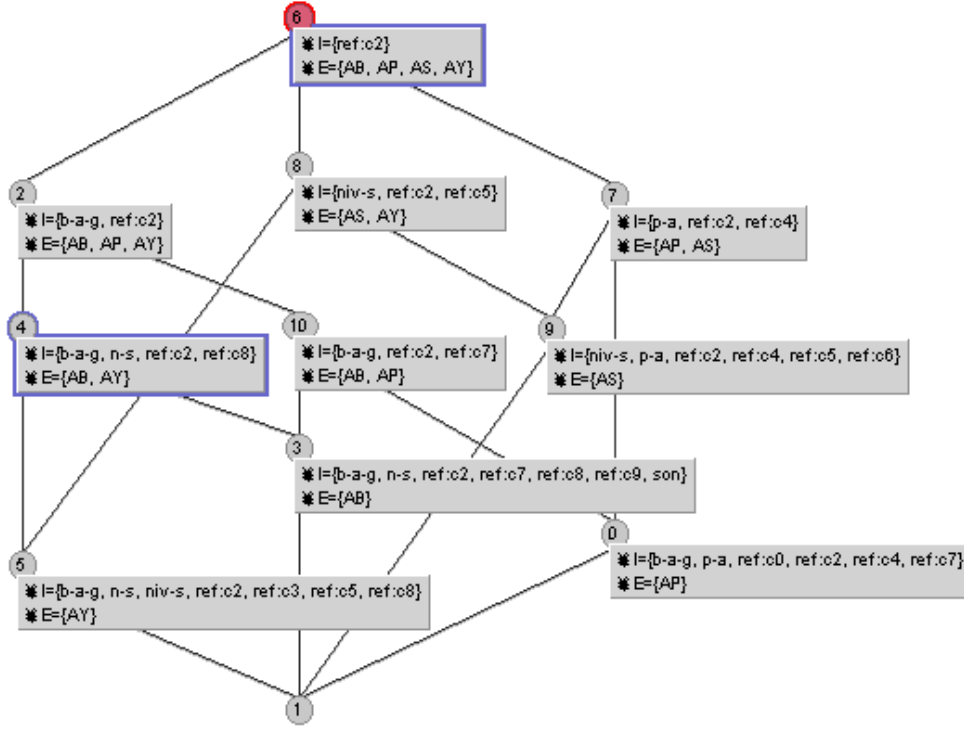 6
I={ref:c2}
E={AB, AP, AS, AY}
8
I={niv-s, ref:c2, ref:c5}
E={AS, AY}
2
I={b-a-g, ref:c2}
E={AB, AP, AY}
7
I={p-a, ref:c2, ref:c4}
E={AP, AS}
4
I={b-a-g, n-s, ref:c2, ref:c8}
E={AB, AY}
10
I={b-a-g, ref:c2, ref:c7}
E={AB, AP}
9
I={niv-s, p-a, ref:c2, ref:c4, ref:c5, ref:c6}
E={AS}
3
I={b-a-g, n-s, ref:c2, ref:c7, ref:c8, ref:c9, son}
E={AB}
0
I={b-a-g, p-a, ref:c0, ref:c2, ref:c4, ref:c7}
E={AP}
5
I={b-a-g, n-s, niv-s, ref:c2, ref:c3, ref:c5, ref:c8}
E={AY}
1